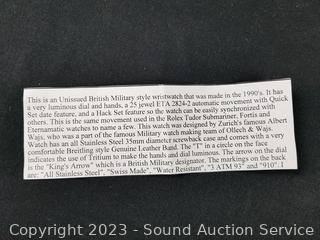 This is an Unissued British Military style wristwatch that was made in the 1990's. It has
a very luminous dial and hands, a 25 jewel ETA 2824-2 automatic movement with Quick
Set date feature, and a Hack Set feature so the watch can be easily synchronized with
others. This is the same movement used in the Rolex Tudor Submariner, Fortis and
Eternamatic watches to name a few. This watch was designed by Zurich's famous Albert
Wajs, who was a part of the famous Military watch making team of Ollech & Wajs.
Watch has an all Stainless Steel 35mm diameter screwback case and comes with a very
comfortable Breitling style Genuine Leather Band. The "T" in a circle on the face
indicates the use of Tritium to make the hands and dial luminous. The arrow on the dial
is the "King's Arrow" which is a British Military designator. The markings on the back
are: "All Stainless Steel", "Swiss Made", "Water Resistant", "3 ATM 93" and "910". I
Copyright 2023 - Sound Auction Service